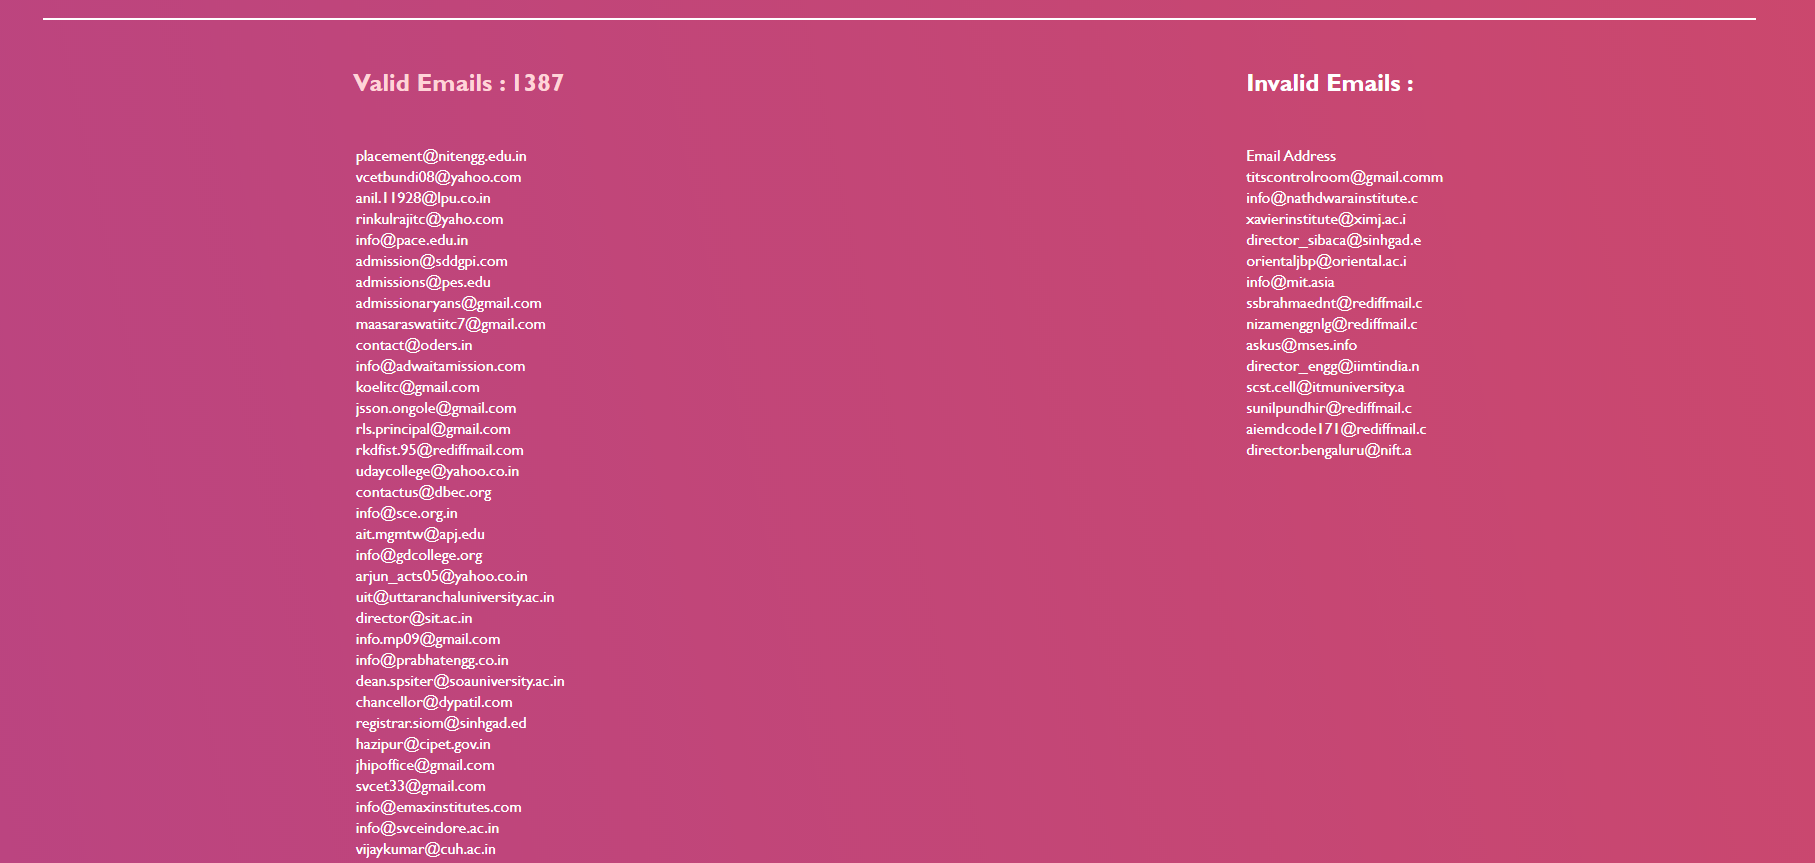 Valid Emails : 1387
placement@nitengg.edu.in
vcetbundi08@yahoo.com
anil.11928@lpu.co.in
rinkulrajitc@yaho.com
info@pace.edu.in
admission@sddgpi.com
admissions@pes.edu
admissionaryans@gmail.com
maasaraswatiitc7@gmail.com
contact@oders.in
info@adwaitamission.com
koelitc@gmail.com
jsson.ongole@gmail.com
rls.principal@gmail.com
rkdfist.95@rediffmail.com
udaycollege@yahoo.co.in
contactus@dbec.org
info@sce.org.in
ait.mgmtw@apj.edu
info@gdcollege.org
arjun_acts05@yahoo.co.in
uit@uttaranchaluniversity.ac.in
director@sit.ac.in
info.mp09@gmail.com
info@prabhatengg.co.in
dean.spsiter@soauniversity.ac.in
chancellor@dypatil.com
registrar.siom@sinhgad.ed
hazipur@cipet.gov.in
jhipoffice@gmail.com
svcet33@gmail.com
info@emaxinstitutes.com
info@svceindore.ac.in
vijaykumar@cuh.ac.in
Invalid Emails :
Email Address
titscontrolroom@gmail.comm
info@nathdwarainstitute.c
xavierinstitute@ximj.ac.i
director_sibaca@sinhgad.e
orientaljbp@oriental.ac.i
info@mit.asia
ssbrahmaednt@rediffmail.c
nizamenggnlg@rediffmail.c
askus@mses.info
director_engg@iimtindia.n
scst.cell@itmuniversity.a
sunilpundhir@rediffmail.c
aiemdcode171@rediffmail.c
director.bengaluru@nift.a